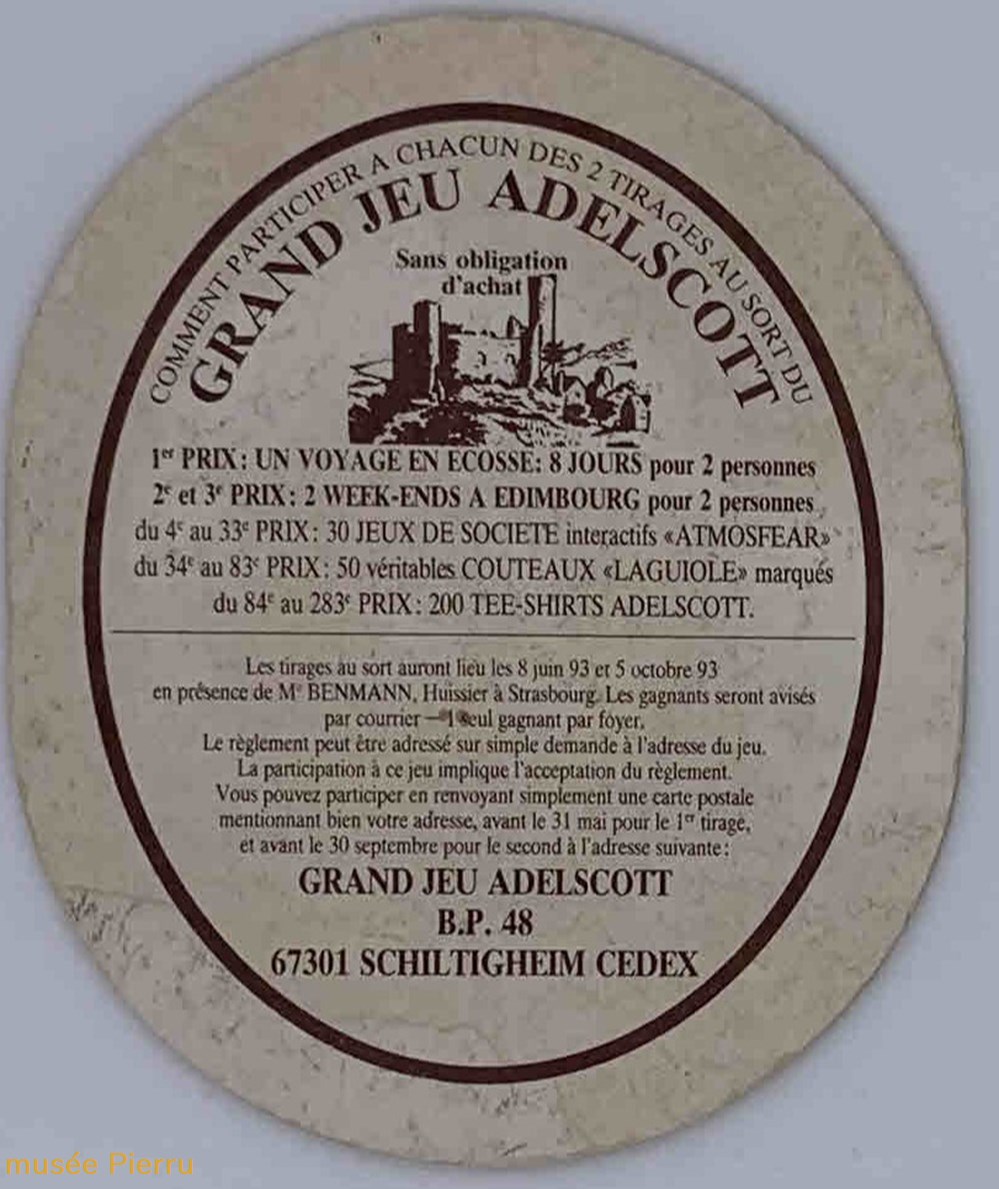 COMMENT PARTICIPER A CHACUN DES 2 TIRAGES AU SORT DU
GRAND JEU ADELSCOTT
Sans obligation
d'achat
1er PRIX: UN VOYAGE EN ECOSSE: 8 JOURS pour 2 personnes
2e et 3e PRIX: 2 WEEK-ENDS A EDIMBOURG pour 2 personnes
du 4e au 33e PRIX: 30 JEUX DE SOCIETE interactifs «ATMOSFEAR»
du 34e au 83e PRIX: 50 véritables COUTEAUX «LAGUIOLE» marqués
du 84e au 283e PRIX: 200 TEE-SHIRTS ADELSCOTT.
Les tirages au sort auront lieu les 8 juin 93 et 5 octobre 93
en présence de Me BENMANN, Huissier à Strasbourg. Les gagnants seront avisés
par courrier – 1 seul gagnant par foyer.
Le règlement peut être adressé sur simple demande à l'adresse du jeu.
La participation à ce jeu implique l'acceptation du règlement.
Vous pouvez participer en renvoyant simplement une carte postale
mentionnant bien votre adresse, avant le 31 mai pour le 1er tirage,
et avant le 30 septembre pour le second à l'adresse suivante:
GRAND JEU ADELSCOTT
B.P. 48
67301 SCHILTIGHEIM CEDEX
musée Pierru